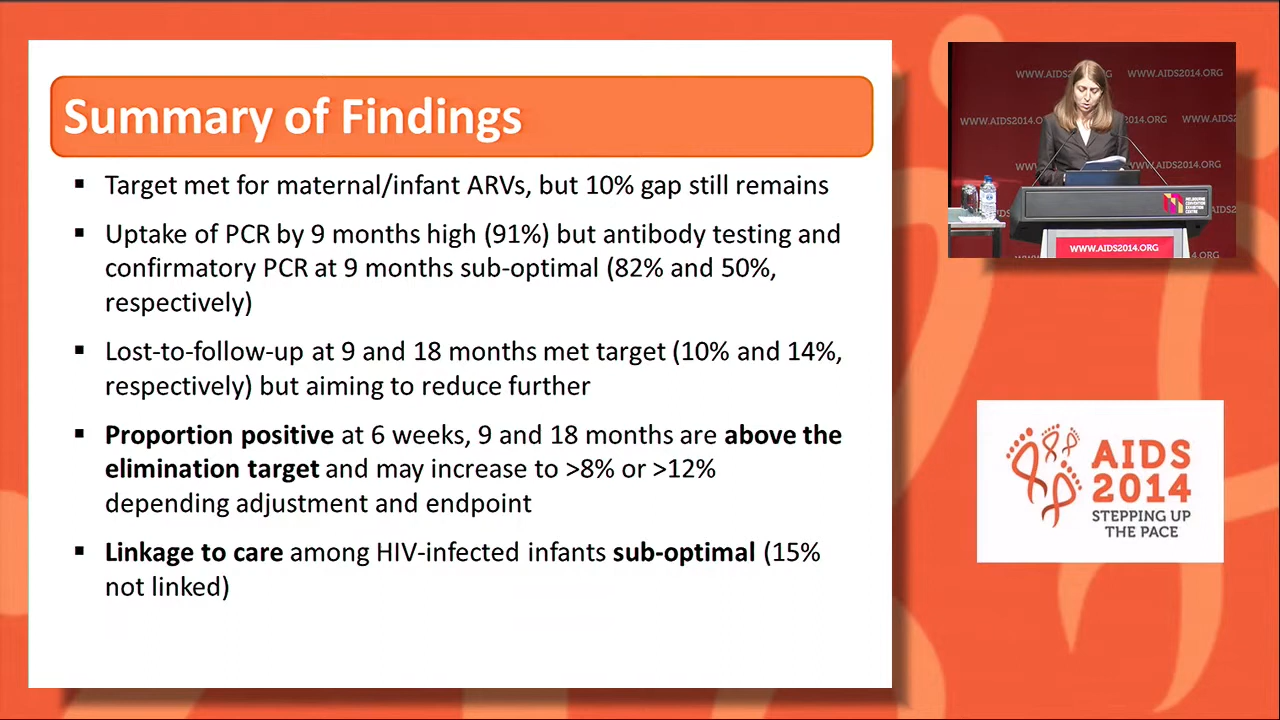 Summary of Findings
▪ Target met for maternal/infant ARVs, but 10% gap still remains
▪ Uptake of PCR by 9 months high (91%) but antibody testing and
confirmatory PCR at 9 months sub-optimal (82% and 50%,
respectively)
▪ Lost-to-follow-up at 9 and 18 months met target (10% and 14%,
respectively) but aiming to reduce further
▪ Proportion positive at 6 weeks, 9 and 18 months are above the
elimination target and may increase to >8% or >12%
depending adjustment and endpoint
▪ Linkage to care among HIV-infected infants sub-optimal (15%
not linked)
WWW.AIDS2014.ORG
WWW.AIDS2014.ORG
MELBOURNE
CONVENTION
EXHIBITION
CENTRE
WWW.AIDS2014.ORG
AIDS
2014
STEPPING UP
THE PACE